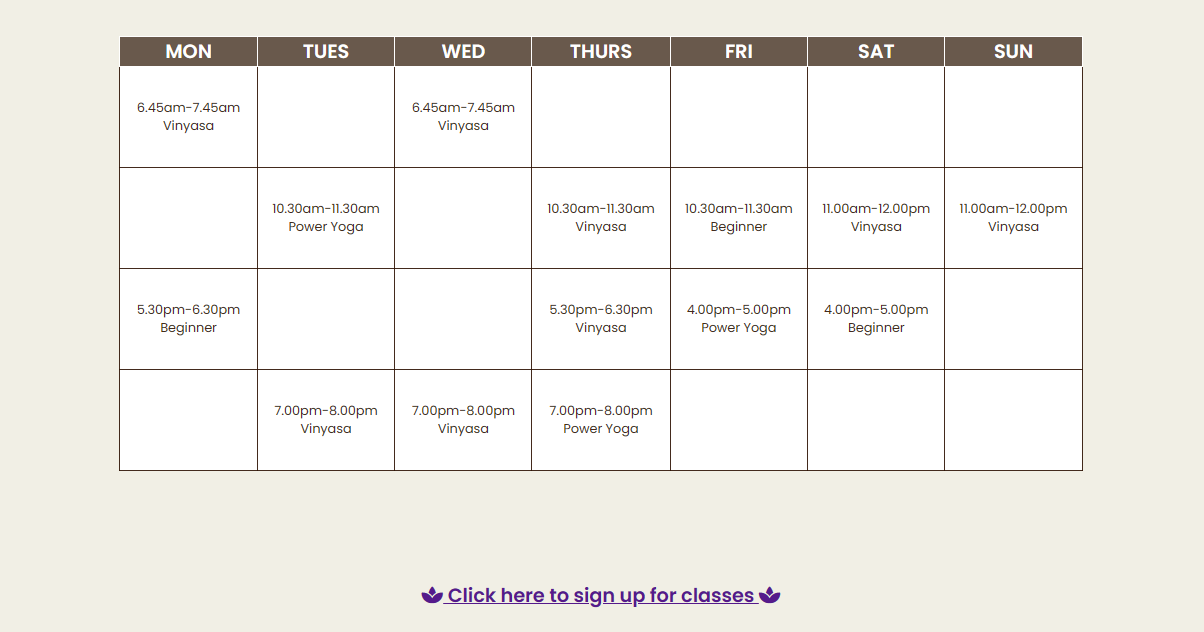 MON TUES WED THURS FRI SAT SUN
6.45am-7.45am
Vinyasa
6.45am-7.45am
Vinyasa
10.30am-11.30am
Power Yoga
10.30am-11.30am
Vinyasa
10.30am-11.30am
Beginner
11.00am-12.00pm
Vinyasa
11.00am-12.00pm
Vinyasa
5.30pm-6.30pm
Beginner
5.30pm-6.30pm
Vinyasa
4.00pm-5.00pm
Power Yoga
4.00pm-5.00pm
Beginner
7.00pm-8.00pm
Vinyasa
7.00pm-8.00pm
Vinyasa
7.00pm-8.00pm
Power Yoga
Click here to sign up for classes